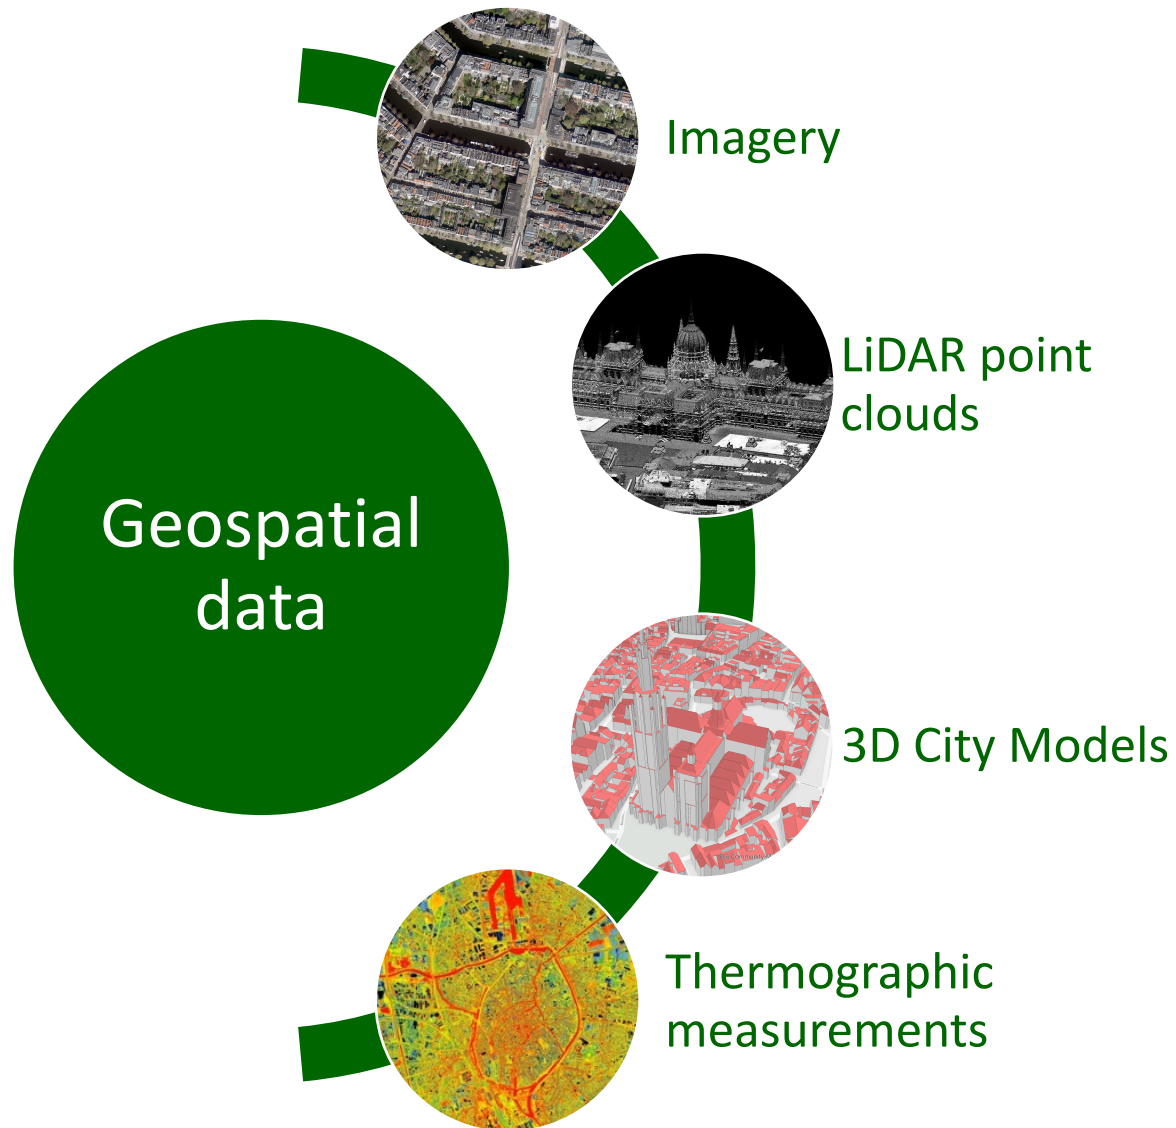 Imagery
LiDAR point
clouds
Geospatial
data
3D City Models
Thermographic
measurements